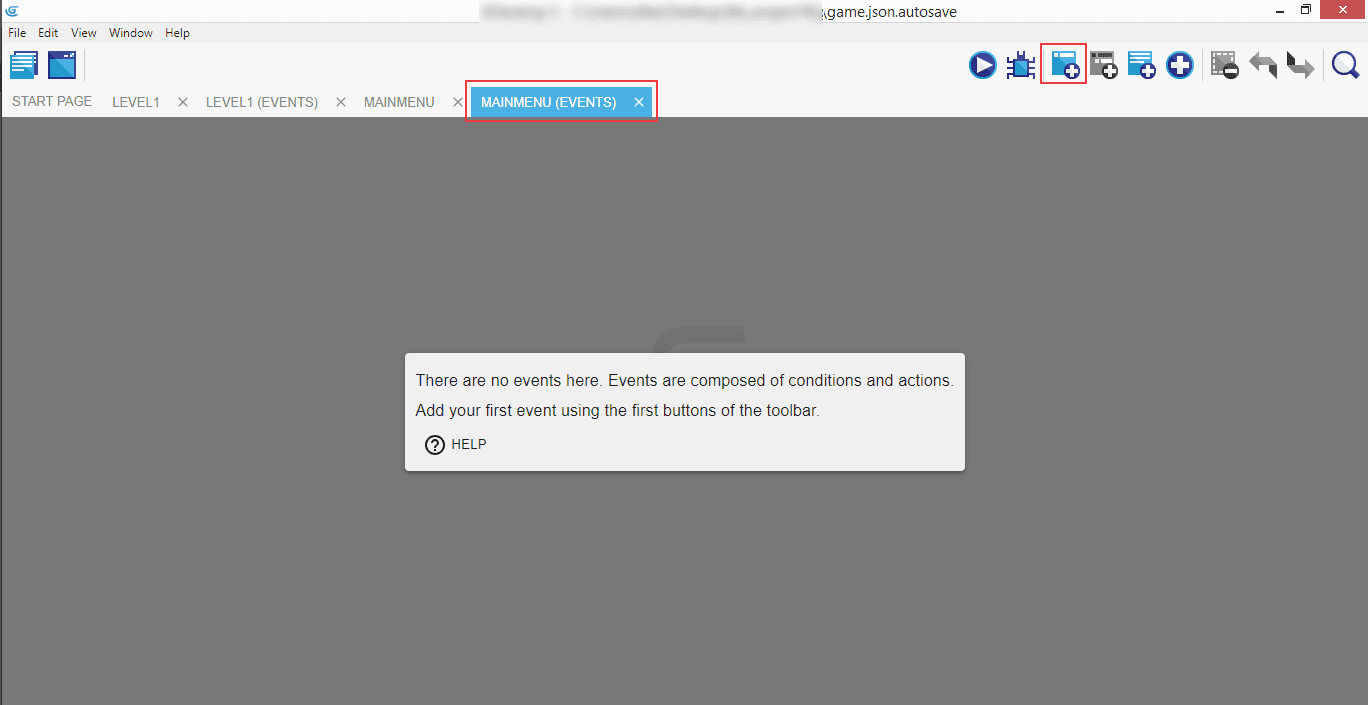 \game.json.autosave
File Edit View Window Help
START PAGE LEVEL1 LEVEL1 (EVENTS) MAINMENU MAINMENU (EVENTS)
There are no events here. Events are composed of conditions and actions.
Add your first event using the first buttons of the toolbar.
HELP